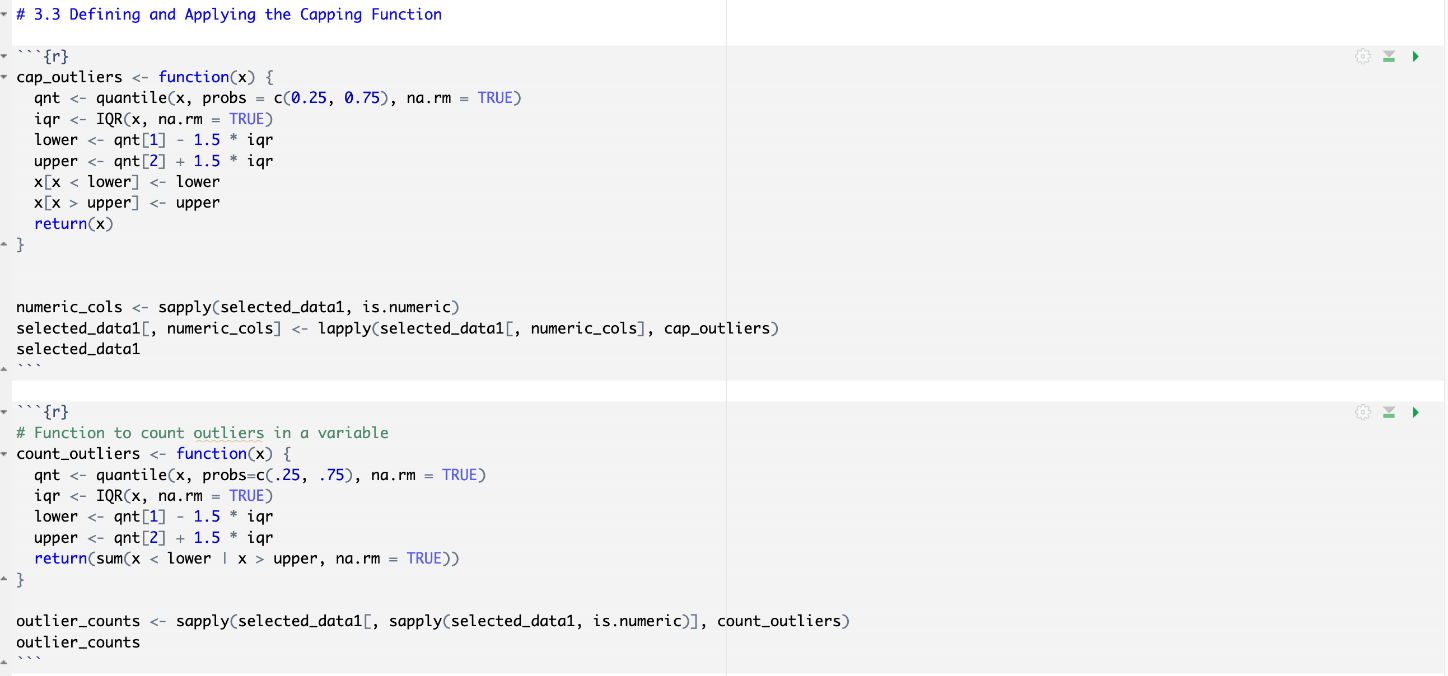 # 3.3 Defining and Applying the Capping Function
```{r}
cap_outliers <- function(x) {
  qnt <- quantile(x, probs = c(0.25, 0.75), na.rm = TRUE)
  iqr <- IQR(x, na.rm = TRUE)
  lower <- qnt[1] - 1.5 * iqr
  upper <- qnt[2] + 1.5 * iqr
  x[x < lower] <- lower
  x[x > upper] <- upper
  return(x)
}
numeric_cols <- sapply(selected_data1, is.numeric)
selected_data1[, numeric_cols] <- lapply(selected_data1[, numeric_cols], cap_outliers)
selected_data1
```
```{r}
# Function to count outliers in a variable
count_outliers <- function(x) {
  qnt <- quantile(x, probs=c(.25, .75), na.rm = TRUE)
  iqr <- IQR(x, na.rm = TRUE)
  lower <- qnt[1] - 1.5 * iqr
  upper <- qnt[2] + 1.5 * iqr
  return(sum(x < lower | x > upper, na.rm = TRUE))
}
outlier_counts <- sapply(selected_data1[, sapply(selected_data1, is.numeric)], count_outliers)
outlier_counts
```